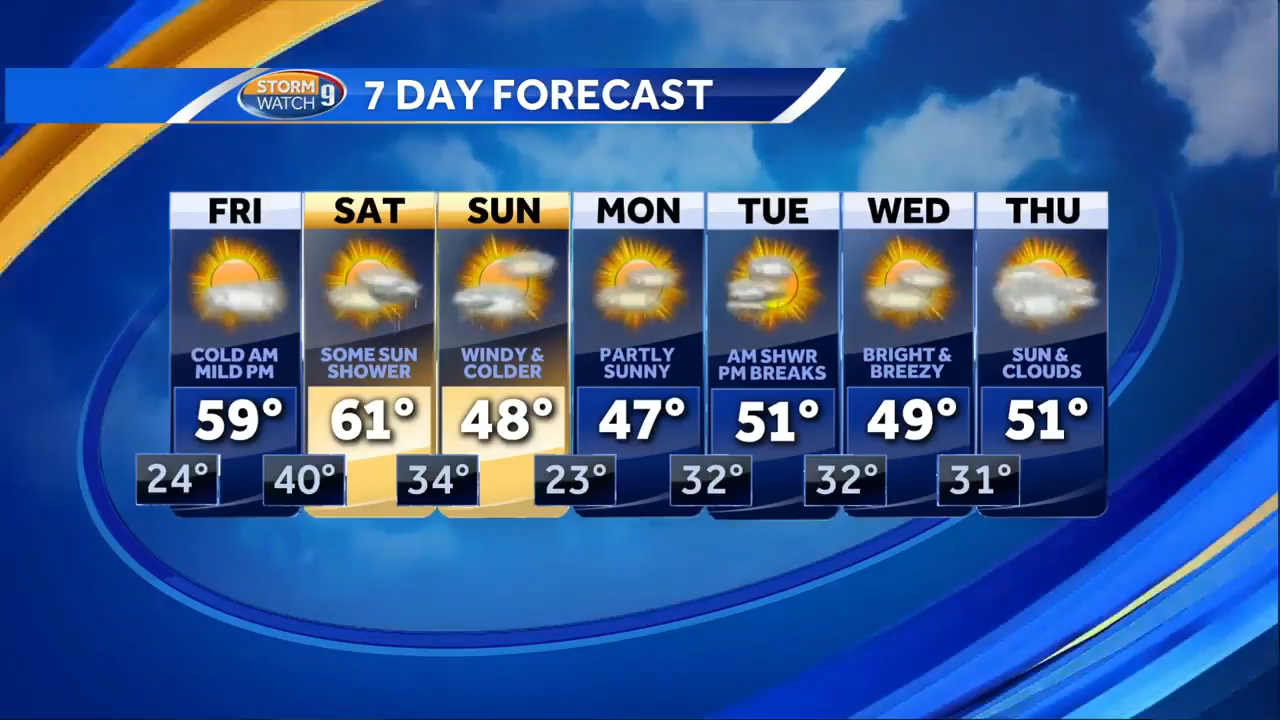 STORM
WATCH 9
7 DAY FORECAST
FRI SAT SUN MON TUE WED THU
COLD AM SOME SUN WINDY & PARTLY AM SHWR BRIGHT & SUN &
MILD PM SHOWER COLDER SUNNY PM BREAKS BREEZY CLOUDS
59° 61° 48° 47° 51° 49° 51°
24° 40° 34° 23° 32° 32° 31°